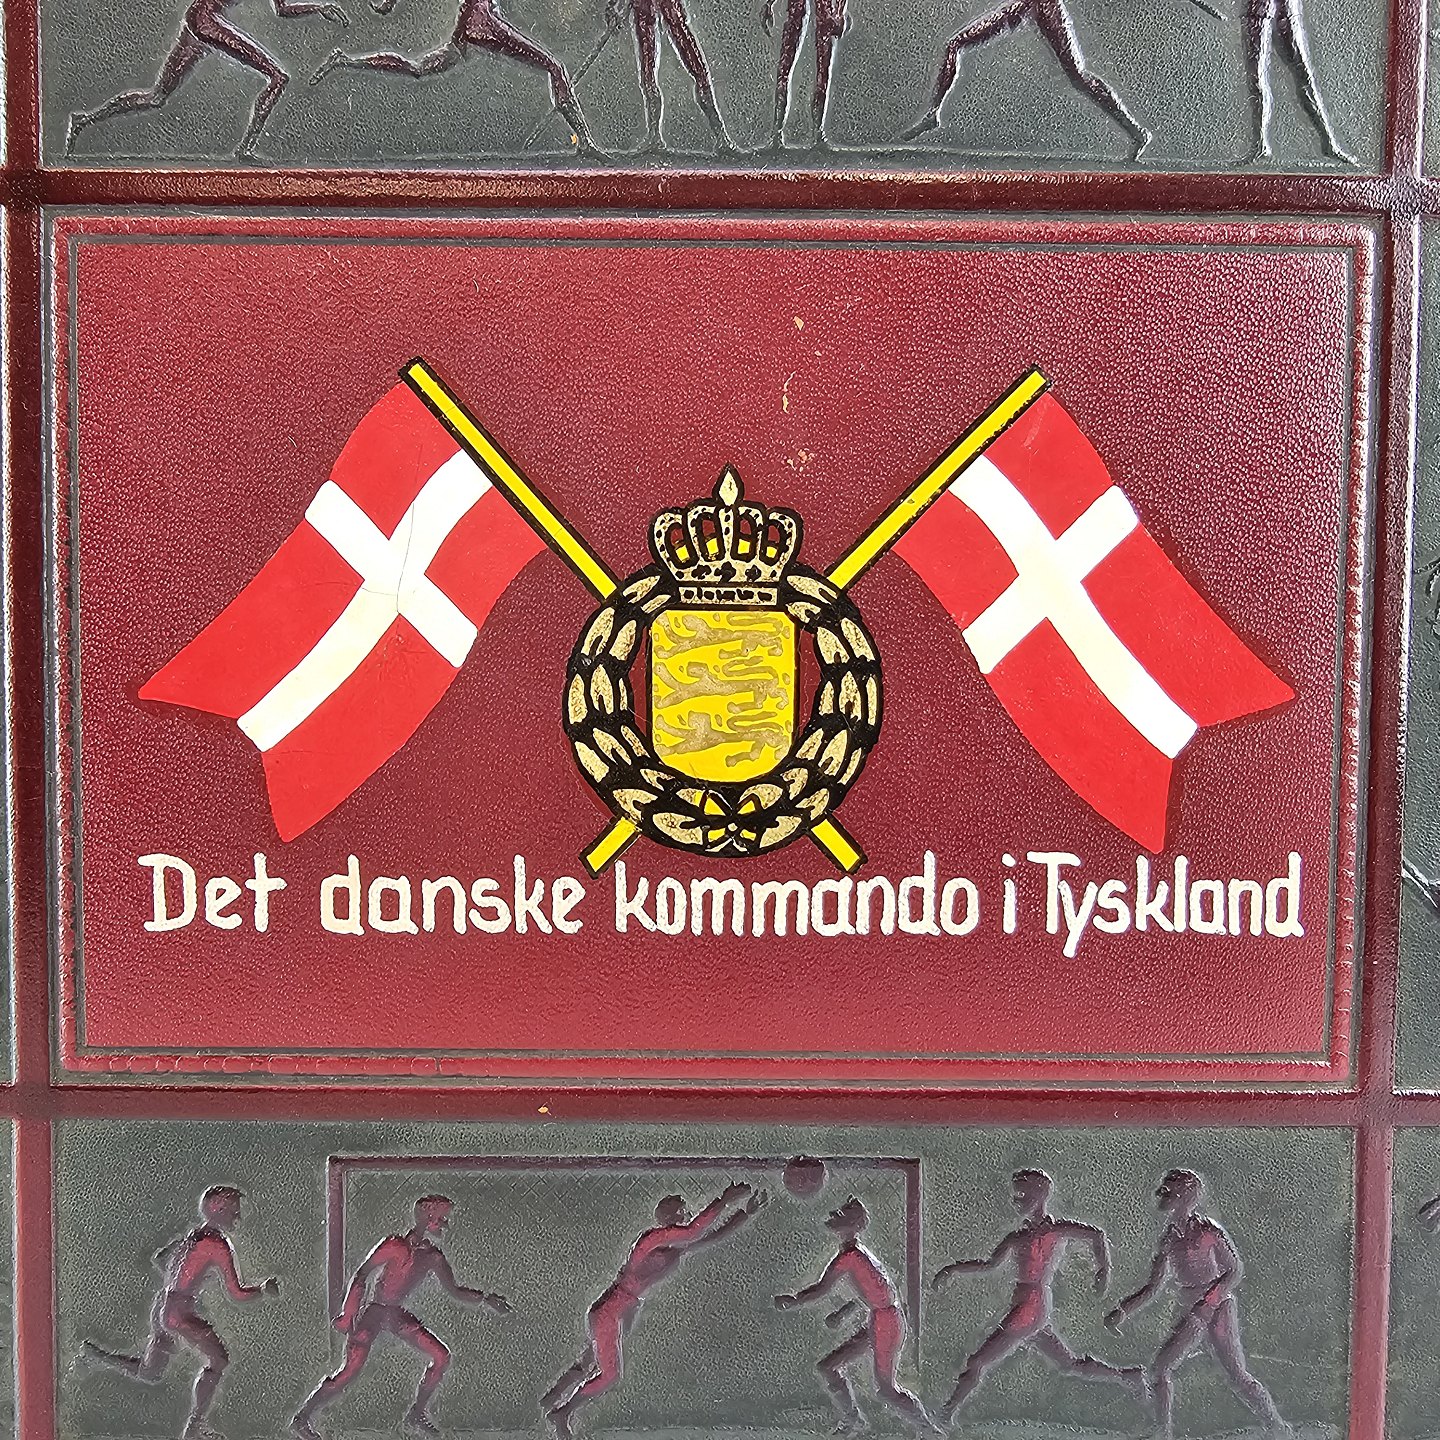 Det danske kommando i Tyskland